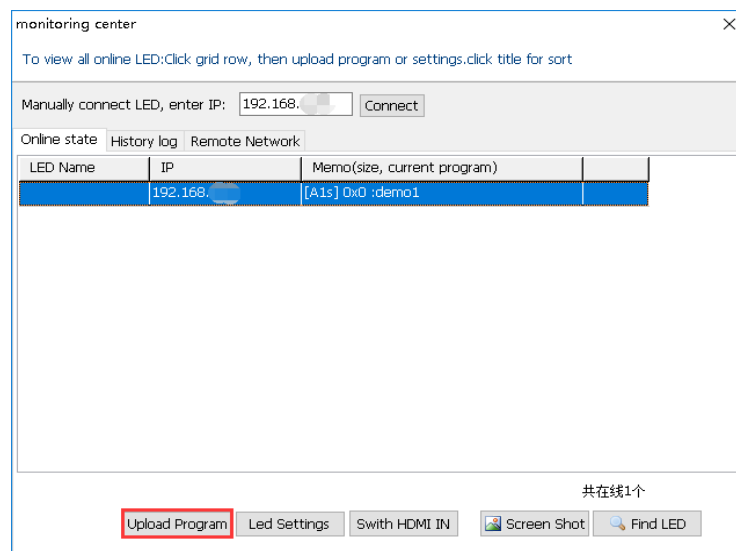 monitoring center
To view all online LED:Click grid row, then upload program or settings.click title for sort
Manually connect LED, enter IP: 192.168. Connect
Online state History log Remote Network
LED Name IP Memo(size, current program)
192.168. [A1s] 0x0 :demo1
共在线1个
Upload Program Led Settings Swith HDMI IN Screen Shot Find LED